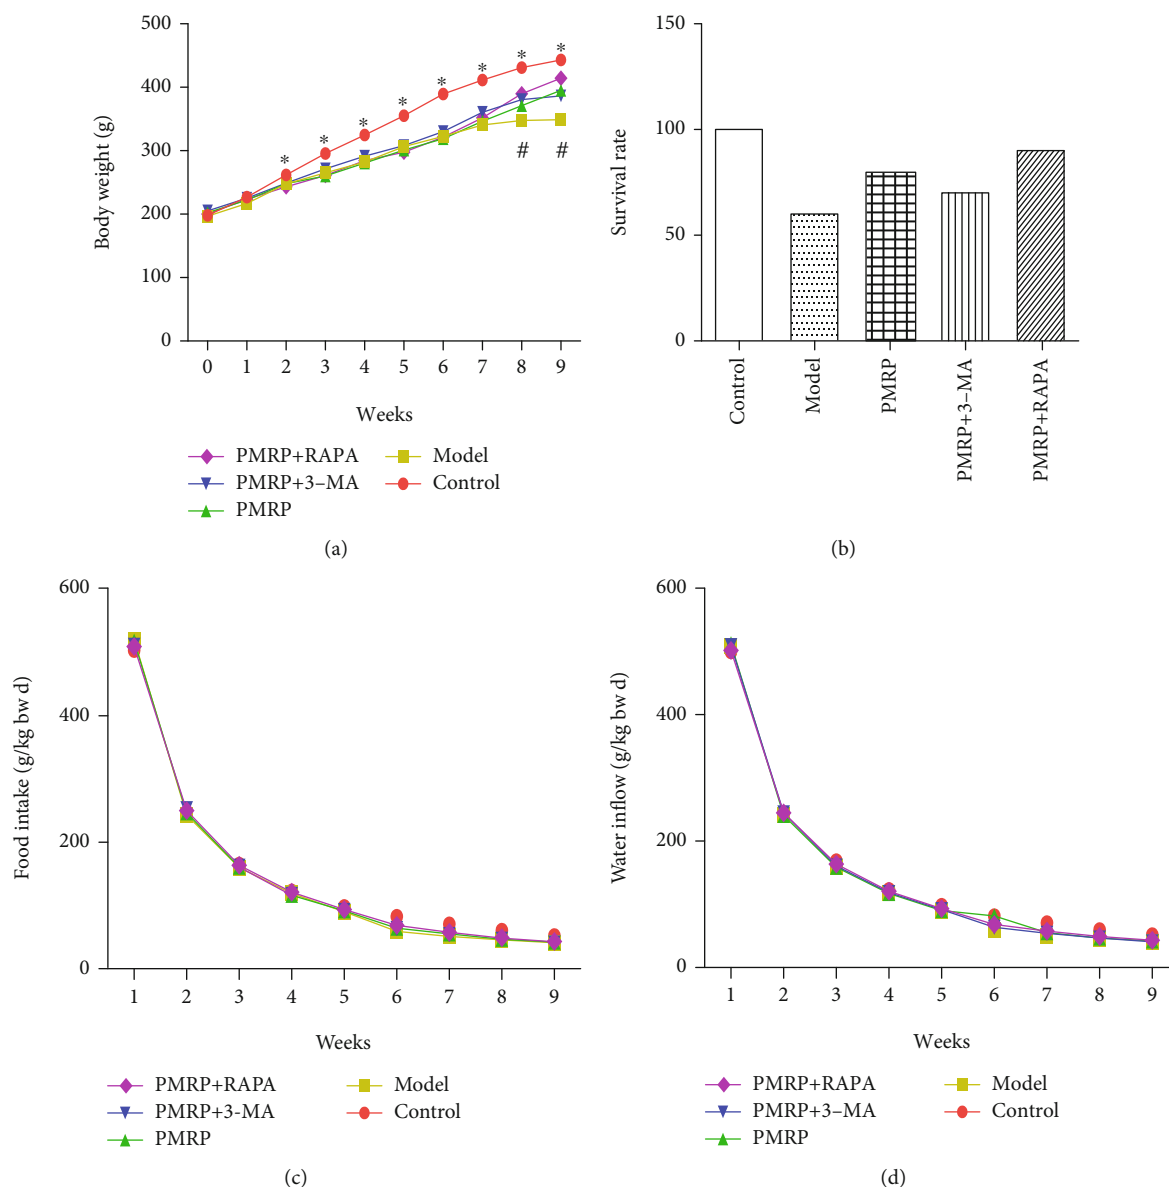 500
400
300
200
100
0
Body weight (g)
* * * * * * * *
# #
0 1 2 3 4 5 6 7 8 9
Weeks
PMRP+RAPA
PMRP+3–MA
PMRP
Model
Control
(a)
150
100
50
0
Survival rate
Control
Model
PMRP
PMRP+3–MA
PMRP+RAPA
(b)
600
400
200
0
Food intake (g/kg bw d)
1 2 3 4 5 6 7 8 9
Weeks
PMRP+RAPA
PMRP+3-MA
PMRP
Model
Control
(c)
600
400
200
0
Water inflow (g/kg bw d)
1 2 3 4 5 6 7 8 9
Weeks
PMRP+RAPA
PMRP+3–MA
PMRP
Model
Control
(d)